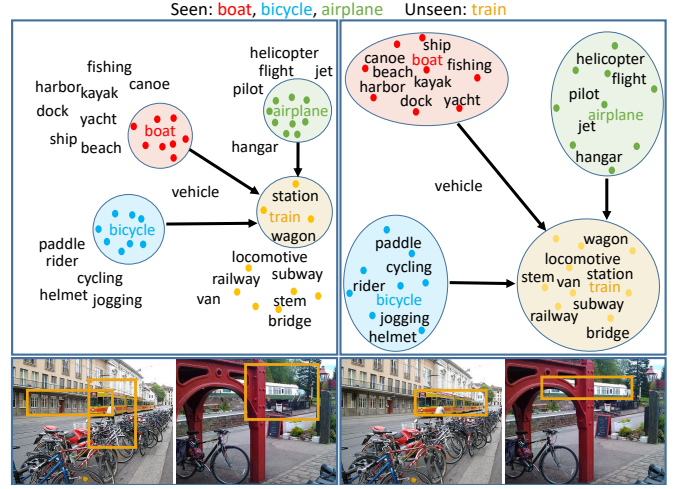 Seen: boat, bicycle, airplane Unseen: train
fishing
harbor kayak canoe
dock yacht
ship beach
boat
helicopter
flight jet
pilot
airplane
hangar
vehicle
station
train
wagon
bicycle
paddle
rider
cycling
helmet jogging
locomotive
railway subway
van stem
bridge
ship
canoe boat fishing
beach kayak
harbor
dock yacht
helicopter
flight
pilot
airplane
jet
hangar
vehicle
paddle
cycling
rider
bicycle
jogging
helmet
wagon
locomotive
stem van station
train
subway
railway
bridge